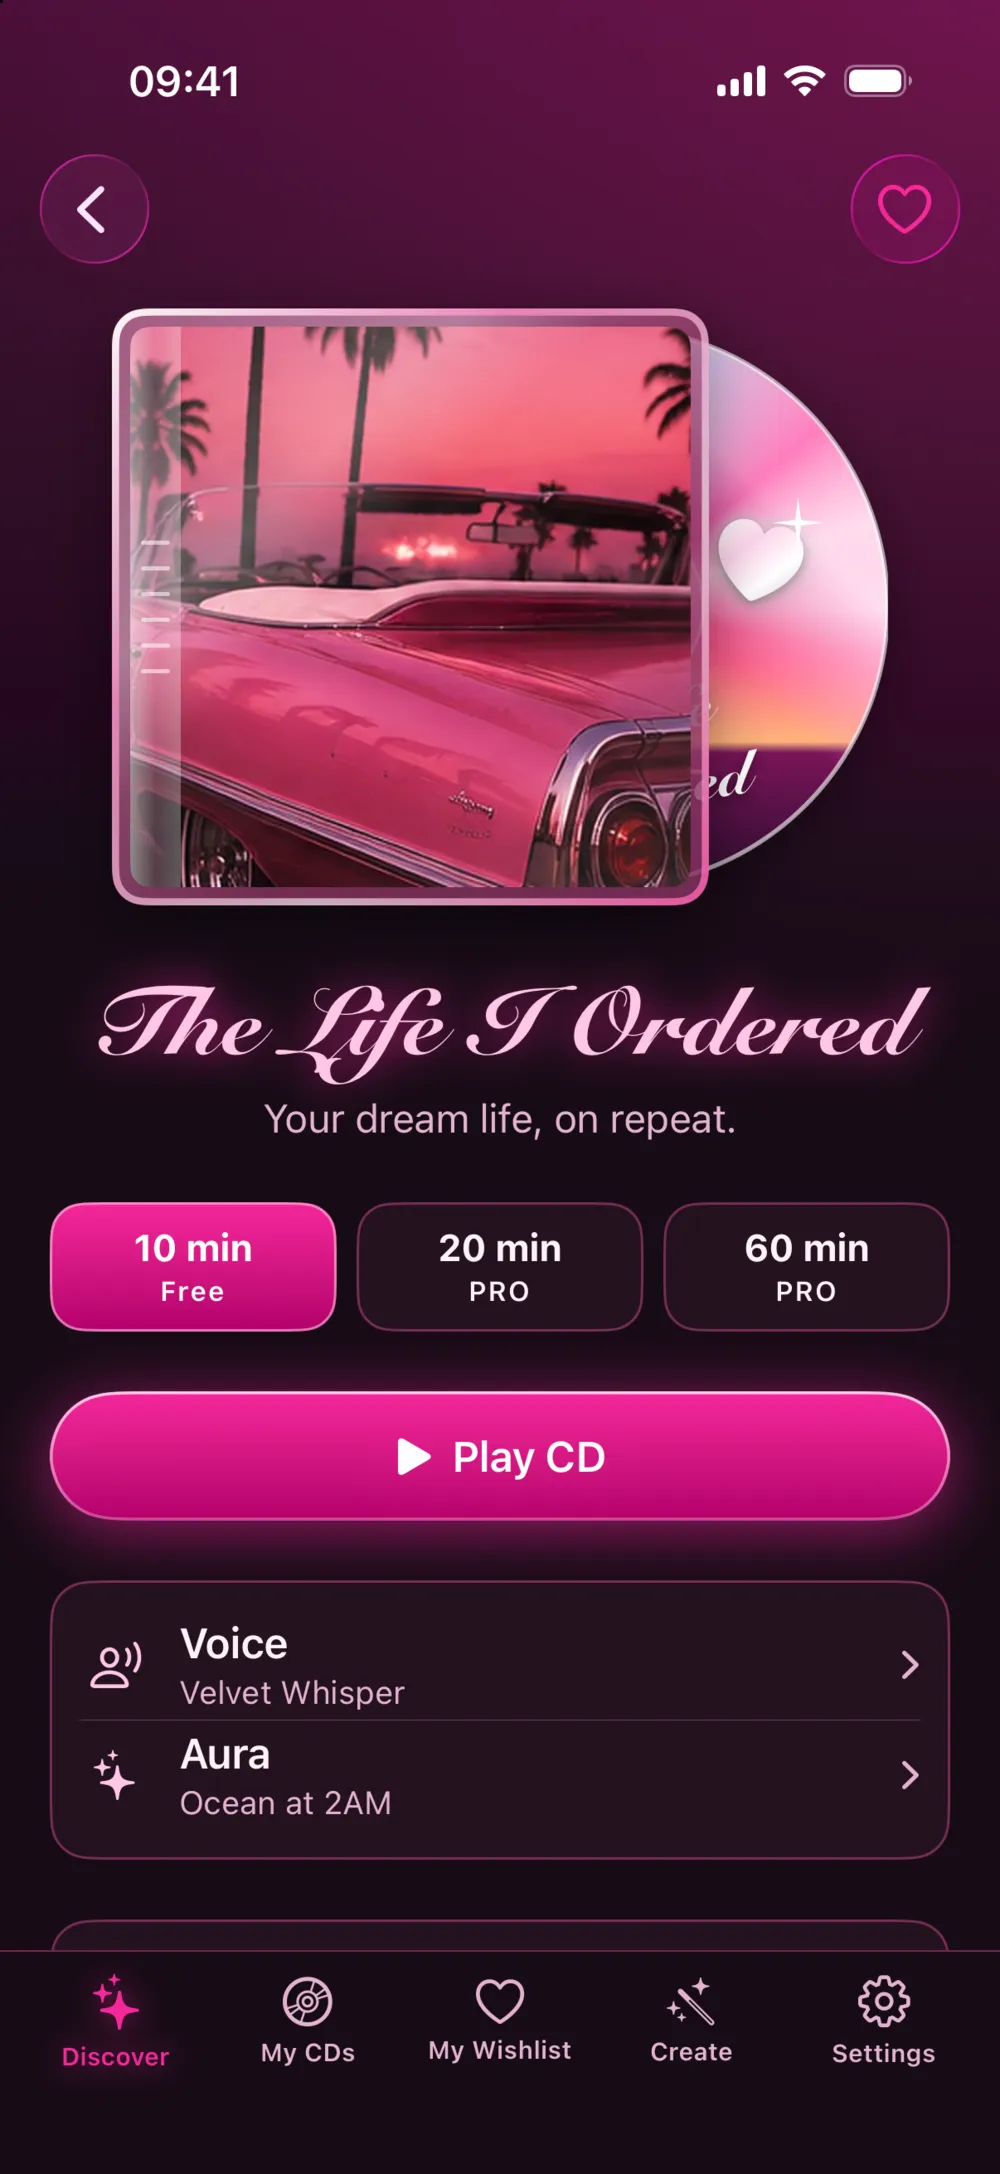 09:41
ed
The Life I Ordered
Your dream life, on repeat.
10 min
Free
20 min
PRO
60 min
PRO
Play CD
Voice
Velvet Whisper
Aura
Ocean at 2AM
Discover
My CDs
My Wishlist
Create
Settings